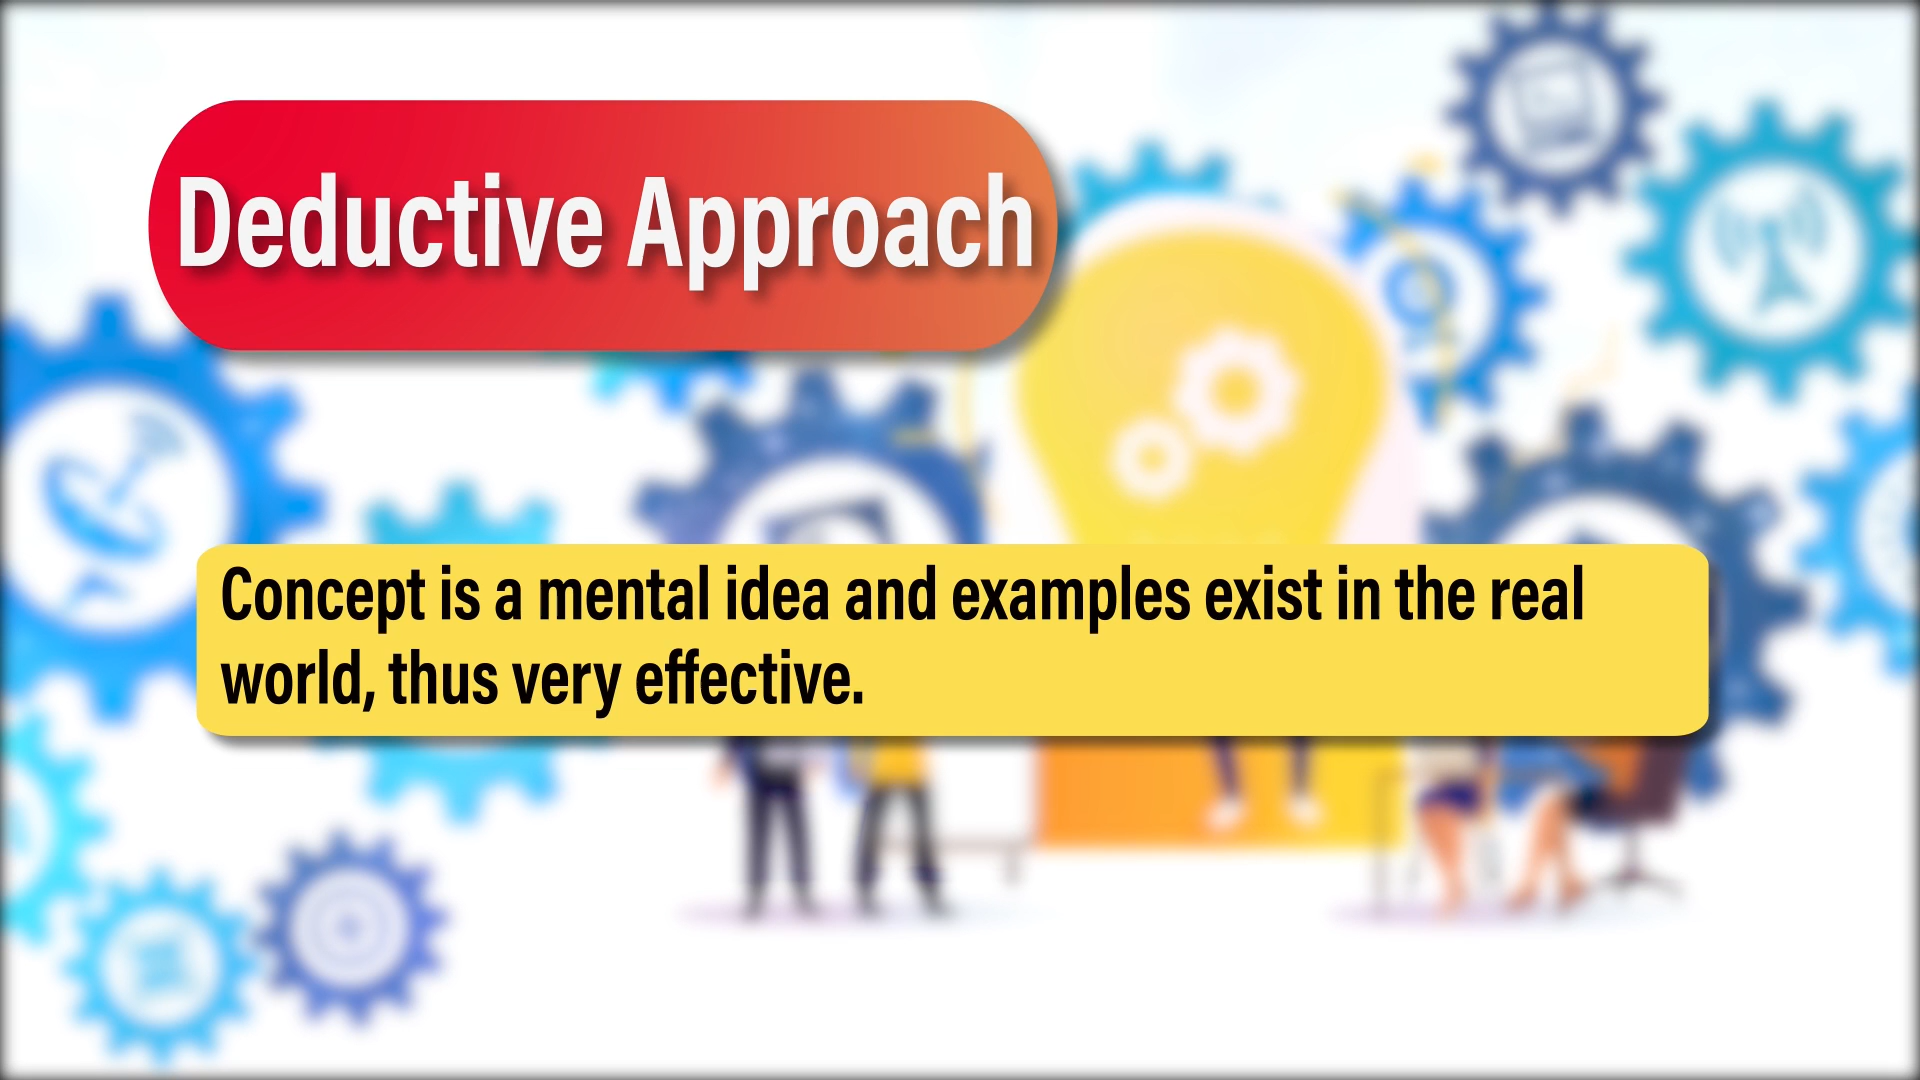 Deductive Approach
Concept is a mental idea and examples exist in the real
world, thus very effective.